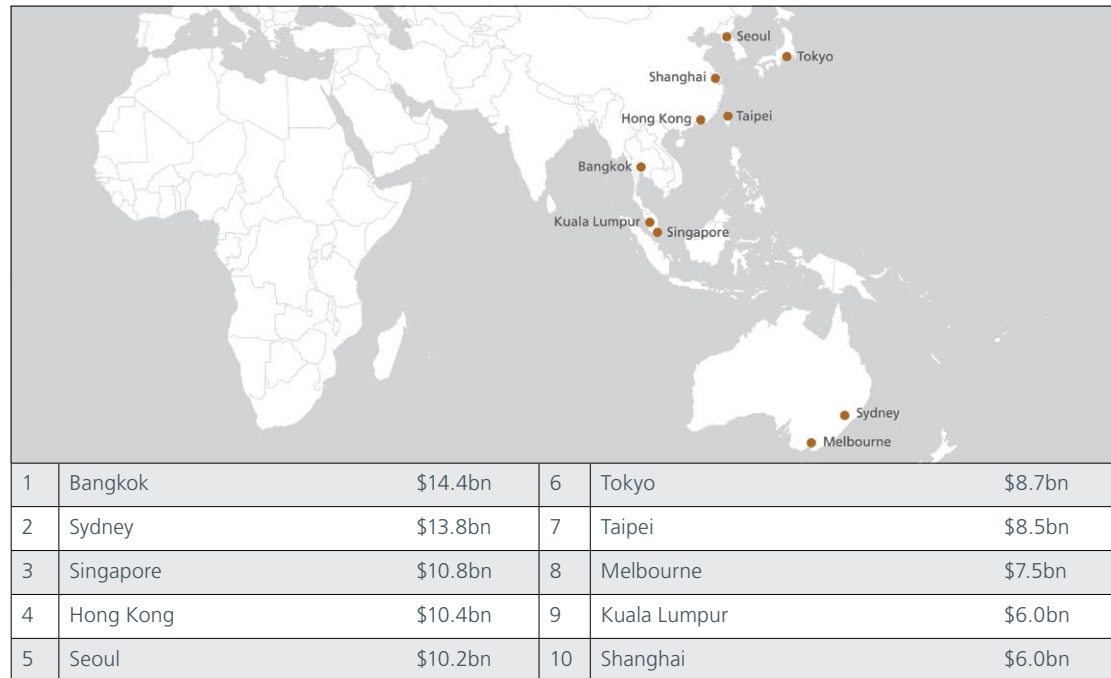 Seoul
Tokyo
Shanghai
Hong Kong
Taipei
Bangkok
Kuala Lumpur
Singapore
Sydney
Melbourne
1 Bangkok $14.4bn 6 Tokyo $8.7bn
2 Sydney $13.8bn 7 Taipei $8.5bn
3 Singapore $10.8bn 8 Melbourne $7.5bn
4 Hong Kong $10.4bn 9 Kuala Lumpur $6.0bn
5 Seoul $10.2bn 10 Shanghai $6.0bn